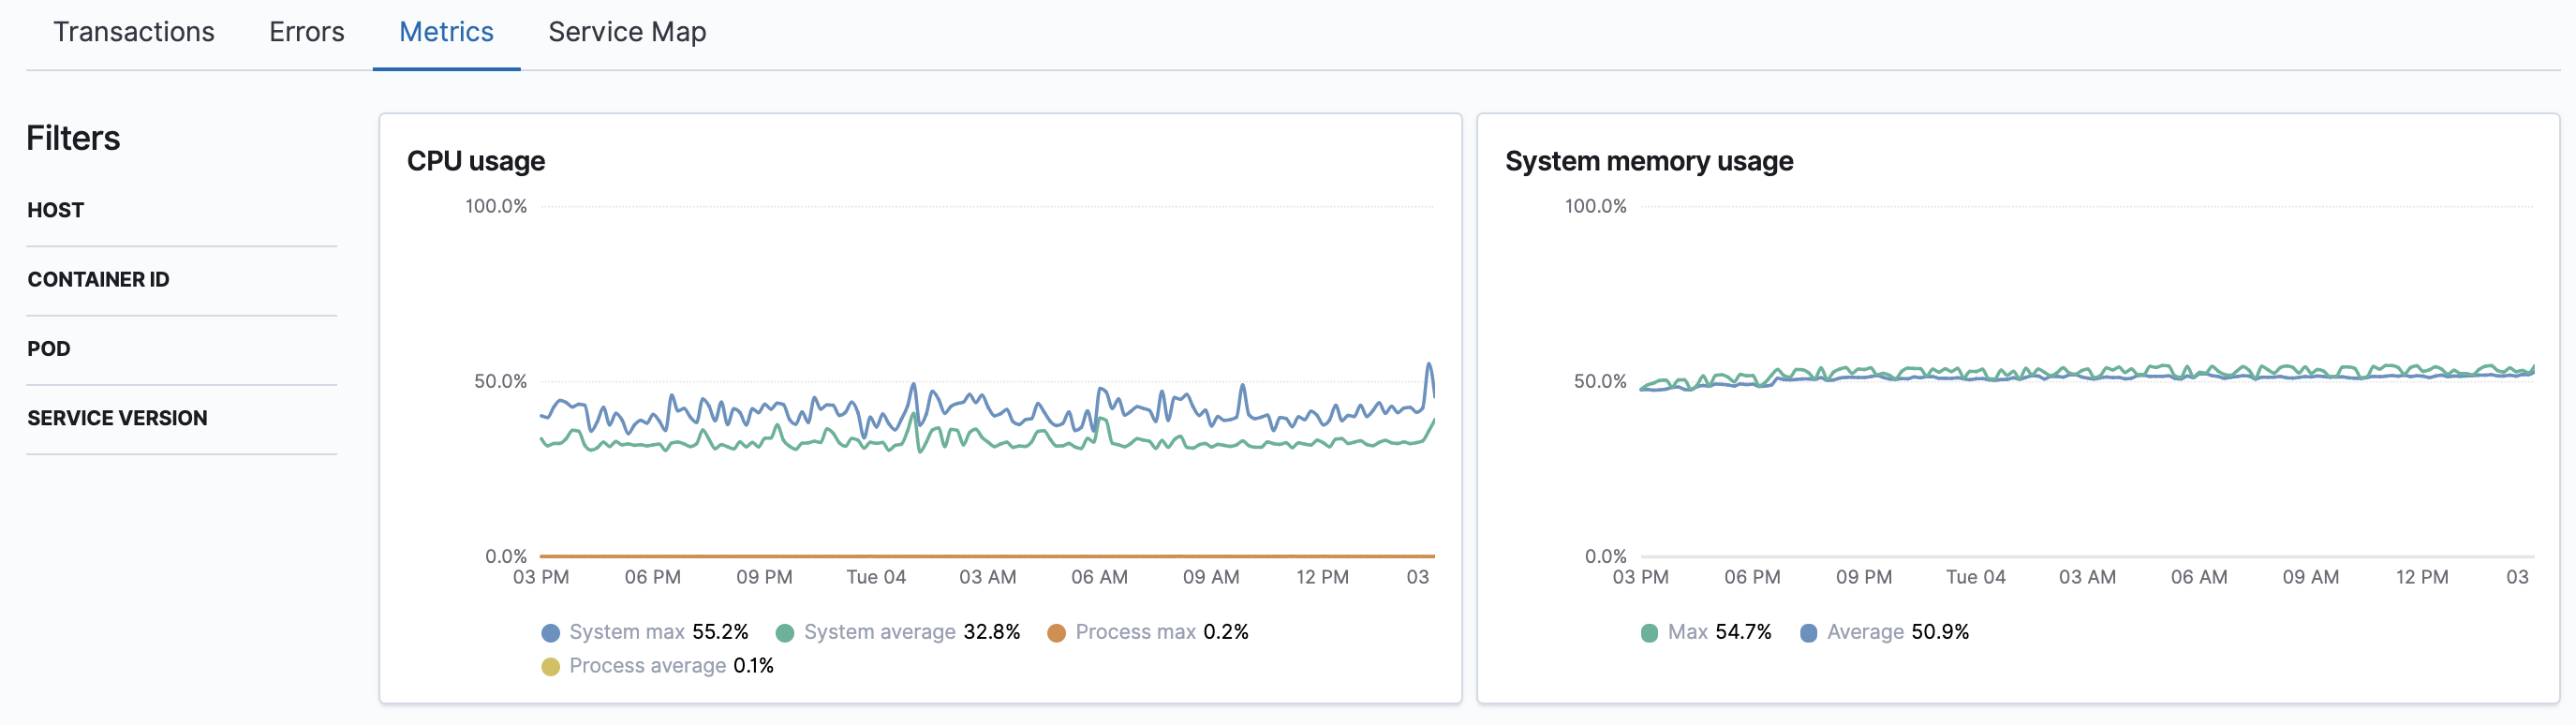 Transactions Errors Metrics Service Map
Filters
HOST
CONTAINER ID
POD
SERVICE VERSION
CPU usage
100.0%
50.0%
0.0%
03 PM 06 PM 09 PM Tue 04 03 AM 06 AM 09 AM 12 PM 03
System max 55.2% System average 32.8% Process max 0.2%
Process average 0.1%
System memory usage
100.0%
50.0%
0.0%
03 PM 06 PM 09 PM Tue 04 03 AM 06 AM 09 AM 12 PM 03
Max 54.7% Average 50.9%